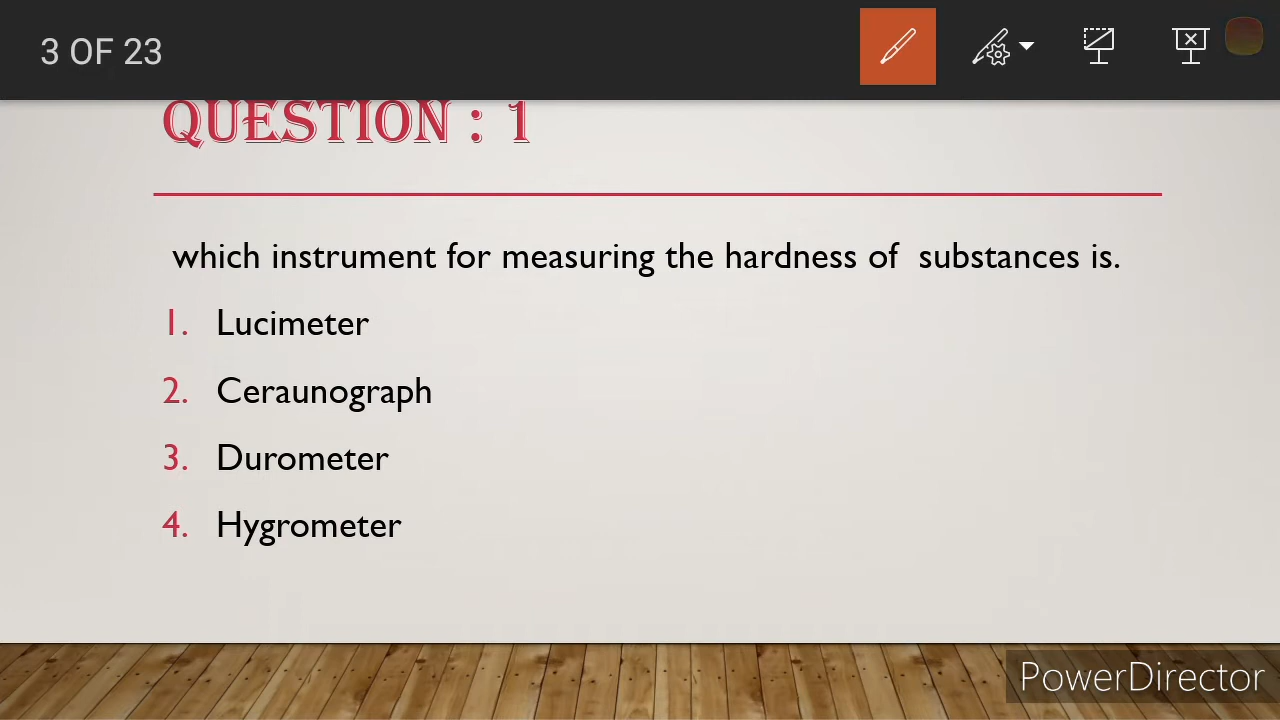 3 OF 23
QUESTION : 1
which instrument for measuring the hardness of substances is.
1. Lucimeter
2. Ceraunograph
3. Durometer
4. Hygrometer
PowerDirector